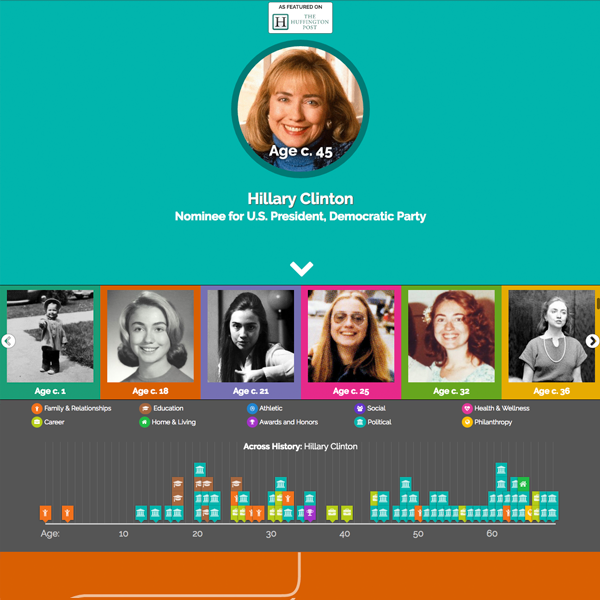 AS FEATURED ON
H
THE
HUFFINGTON
POST
Age c. 45
Hillary Clinton
Nominee for U.S. President, Democratic Party
Age c. 1
Age c. 18
Age c. 21
Age c. 25
Age c. 32
Age c. 36
Family & Relationships
Education
Athletic
Social
Health & Wellness
Career
Home & Living
Awards and Honors
Political
Philanthropy
Across History: Hillary Clinton
Age: 10 20 30 40 50 60